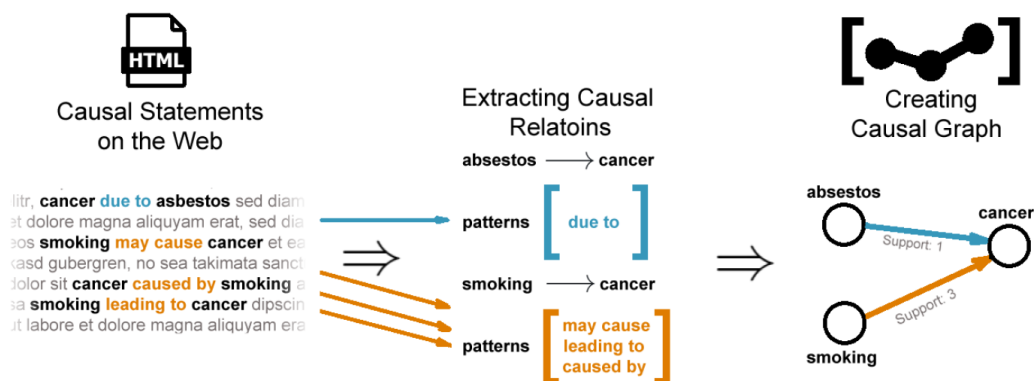 HTML
Causal Statements
on the Web
litr, cancer due to asbestos sed diam
et dolore magna aliquyam erat, sed dia
eos smoking may cause cancer et ea
kasd gubergren, no sea takimata sanct
dolor sit cancer caused by smoking a
sa smoking leading to cancer dipscin
ut labore et dolore magna aliquyam era
Extracting Causal
Relatoins
absestos → cancer
patterns [ due to ]
smoking → cancer
patterns [ may cause
leading to
caused by ]
Creating
Causal Graph
absestos
cancer
Support: 1
Support: 3
smoking